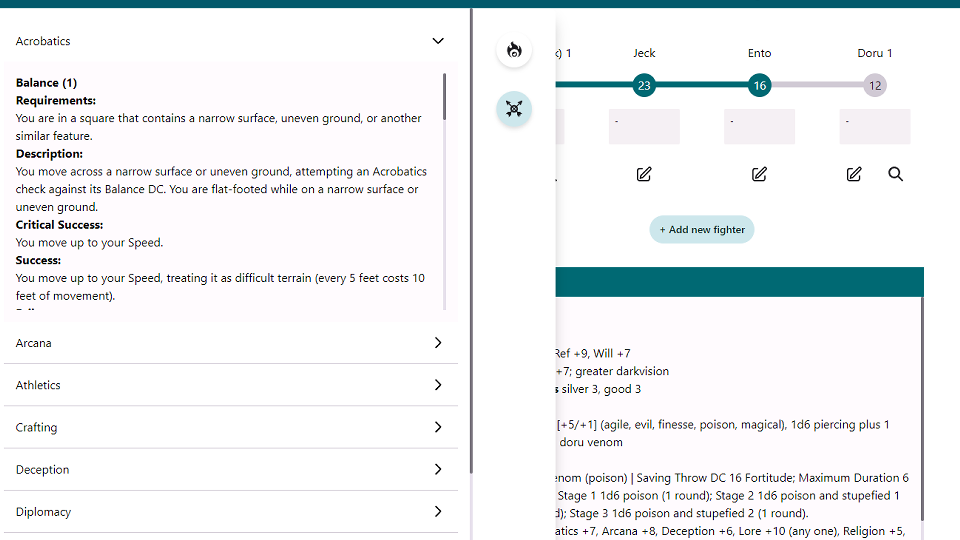 Acrobatics
Balance (1)
Requirements:
You are in a square that contains a narrow surface, uneven ground, or another
similar feature.
Description:
You move across a narrow surface or uneven ground, attempting an Acrobatics
check against its Balance DC. You are flat-footed while on a narrow surface or
uneven ground.
Critical Success:
You move up to your Speed.
Success:
You move up to your Speed, treating it as difficult terrain (every 5 feet costs 10
feet of movement).
Arcana
Athletics
Crafting
Deception
Diplomacy
) 1
Jeck
Ento
Doru 1
23
16
12
-
-
-
+ Add new fighter
Ref +9, Will +7
+7; greater darkvision
silver 3, good 3
[+5/+1] (agile, evil, finesse, poison, magical), 1d6 piercing plus 1
doru venom
(poison) | Saving Throw DC 16 Fortitude; Maximum Duration 6
Stage 1 1d6 poison (1 round); Stage 2 1d6 poison and stupefied 1
); Stage 3 1d6 poison and stupefied 2 (1 round).
+7, Arcana +8, Deception +6, Lore +10 (any one), Religion +5,